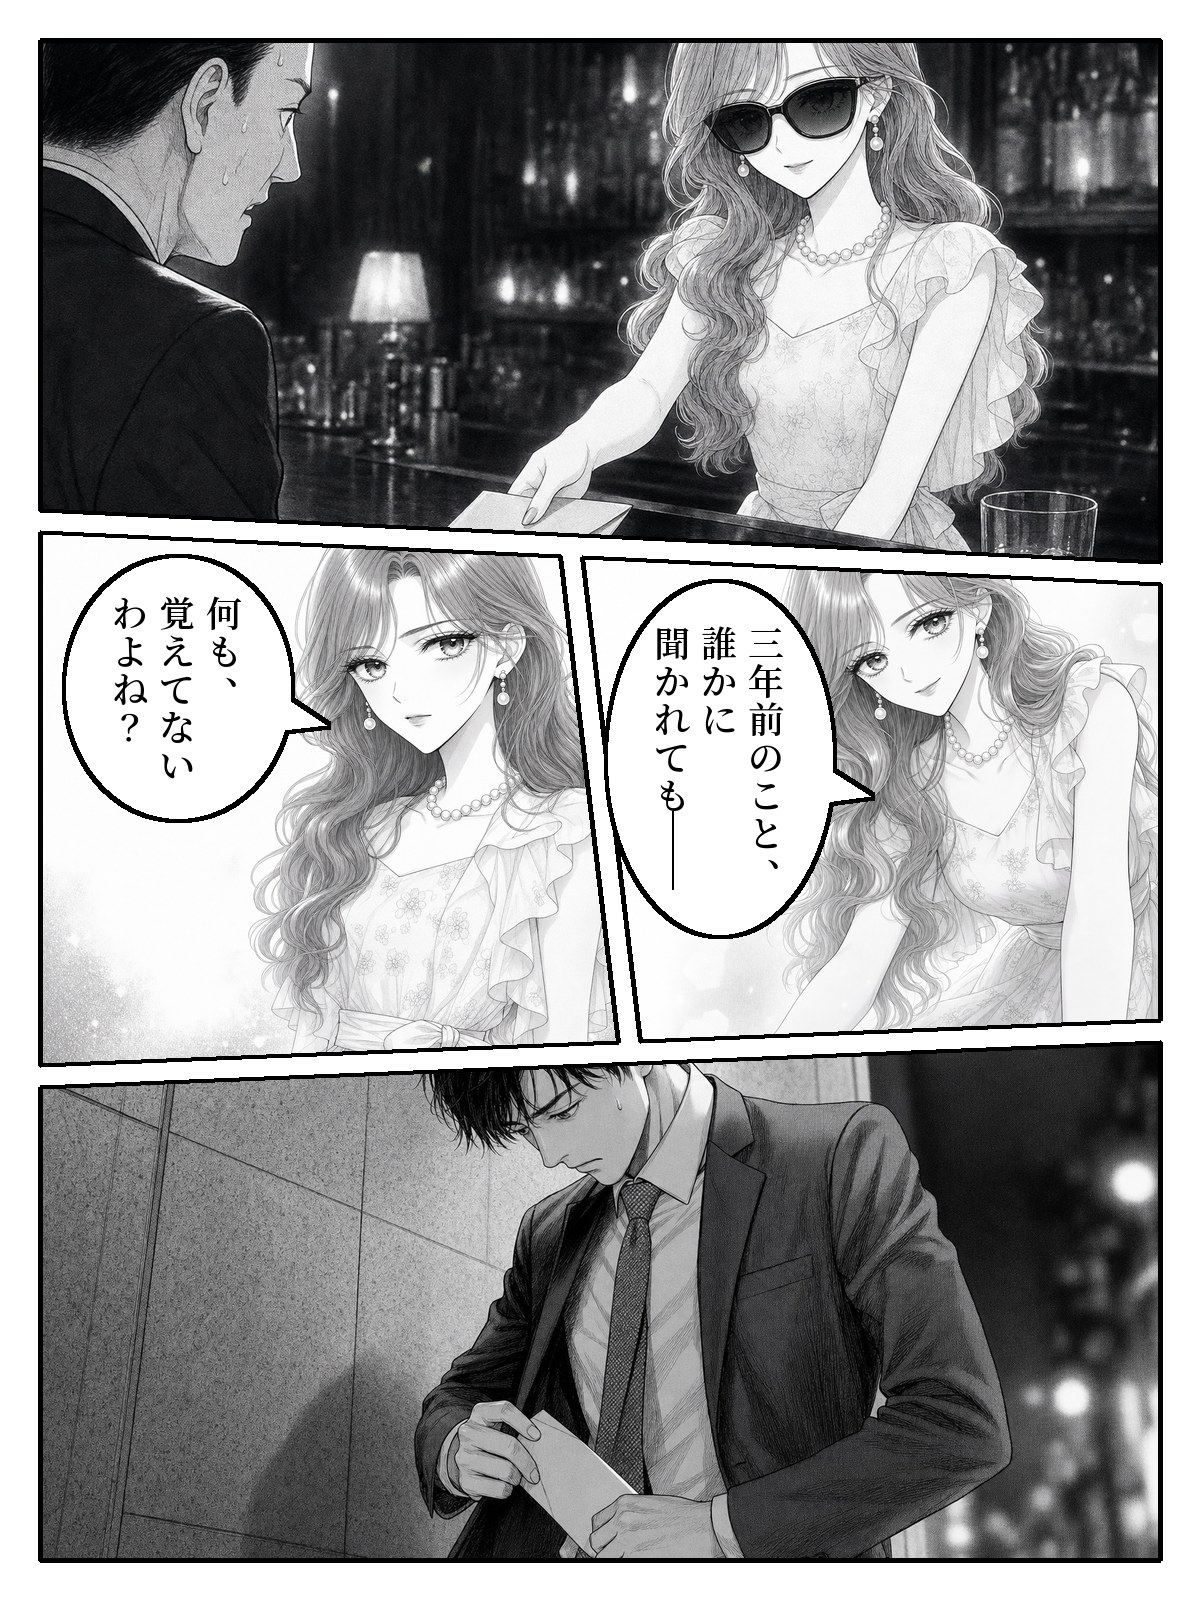 三年前のこと、
誰かに
聞かれても――
何も、
覚えてない
わよね？